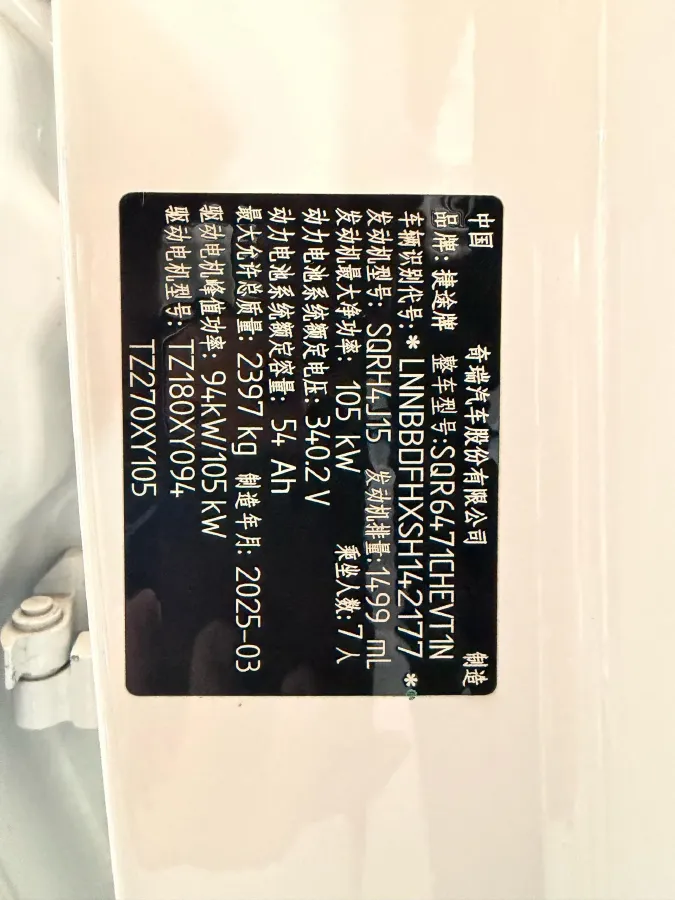 中国 奇瑞汽车股份有限公司 制造
品牌: 捷途牌 整车型号:SQR6471CHEVT1N
车辆识别代号: *LNNBBDFHXSH142177*
发动机型号: SQRH4J15 发动机排量:1499 mL
发动机最大净功率: 105 kW 乘坐人数:7人
动力电池系统额定电压: 340.2 V
动力电池系统额定容量: 54 Ah
最大允许总质量: 2397 kg 制造年月: 2025-03
驱动电机峰值功率: 94kW/105 kW
驱动电机型号: TZ180XY094
TZ270XY105